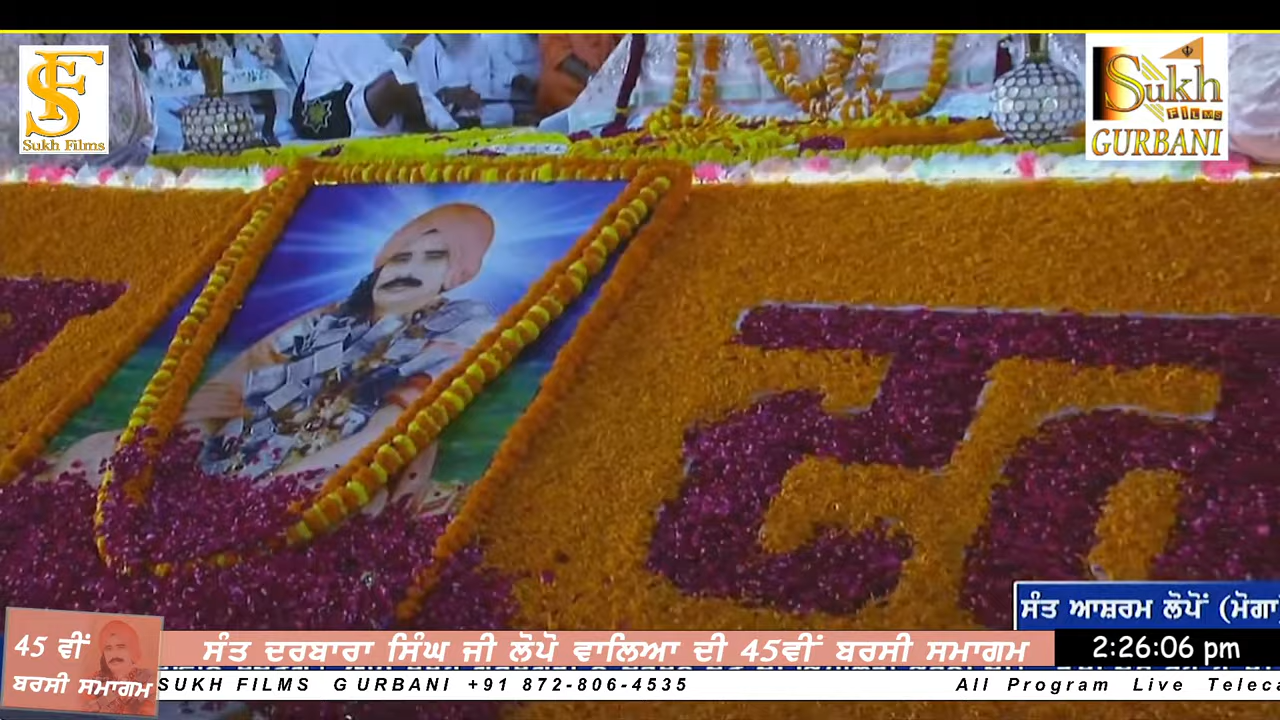 SF
Sukh Films
Sukh
FILMS
GURBANI
ਸੰਤ ਆਸ਼ਰਮ ਲੋਪੋਂ (ਮੋਗਾ)
45 ਵੀਂ
ਬਰਸੀ ਸਮਾਗਮ
ਸੰਤ ਦਰਬਾਰਾ ਸਿੰਘ ਜੀ ਲੋਪੋ ਵਾਲਿਆ ਦੀ 45ਵੀਂ ਬਰਸੀ ਸਮਾਗਮ
2:26:06 pm
SUKH FILMS GURBANI +91 872-806-4535
All Program Live Teleca